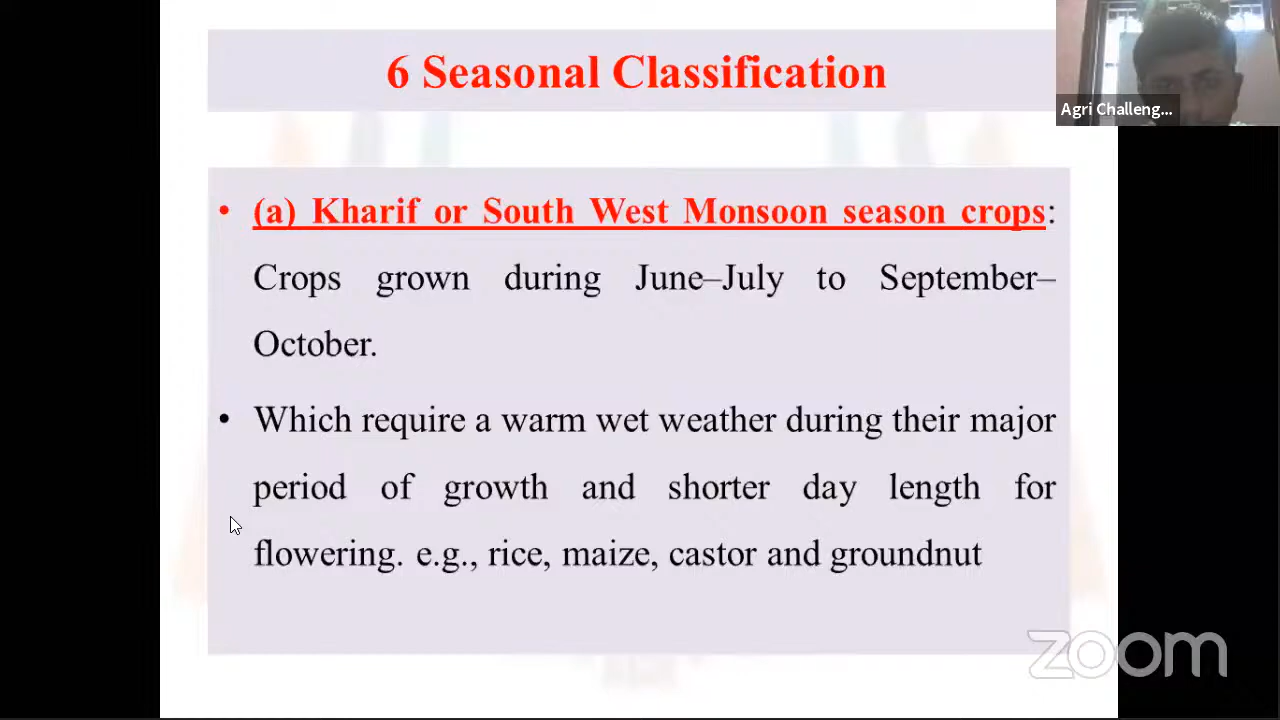 6 Seasonal Classification
Agri Challeng...
• (a) Kharif or South West Monsoon season crops:
Crops grown during June–July to September–
October.
• Which require a warm wet weather during their major
period of growth and shorter day length for
flowering. e.g., rice, maize, castor and groundnut
zoom